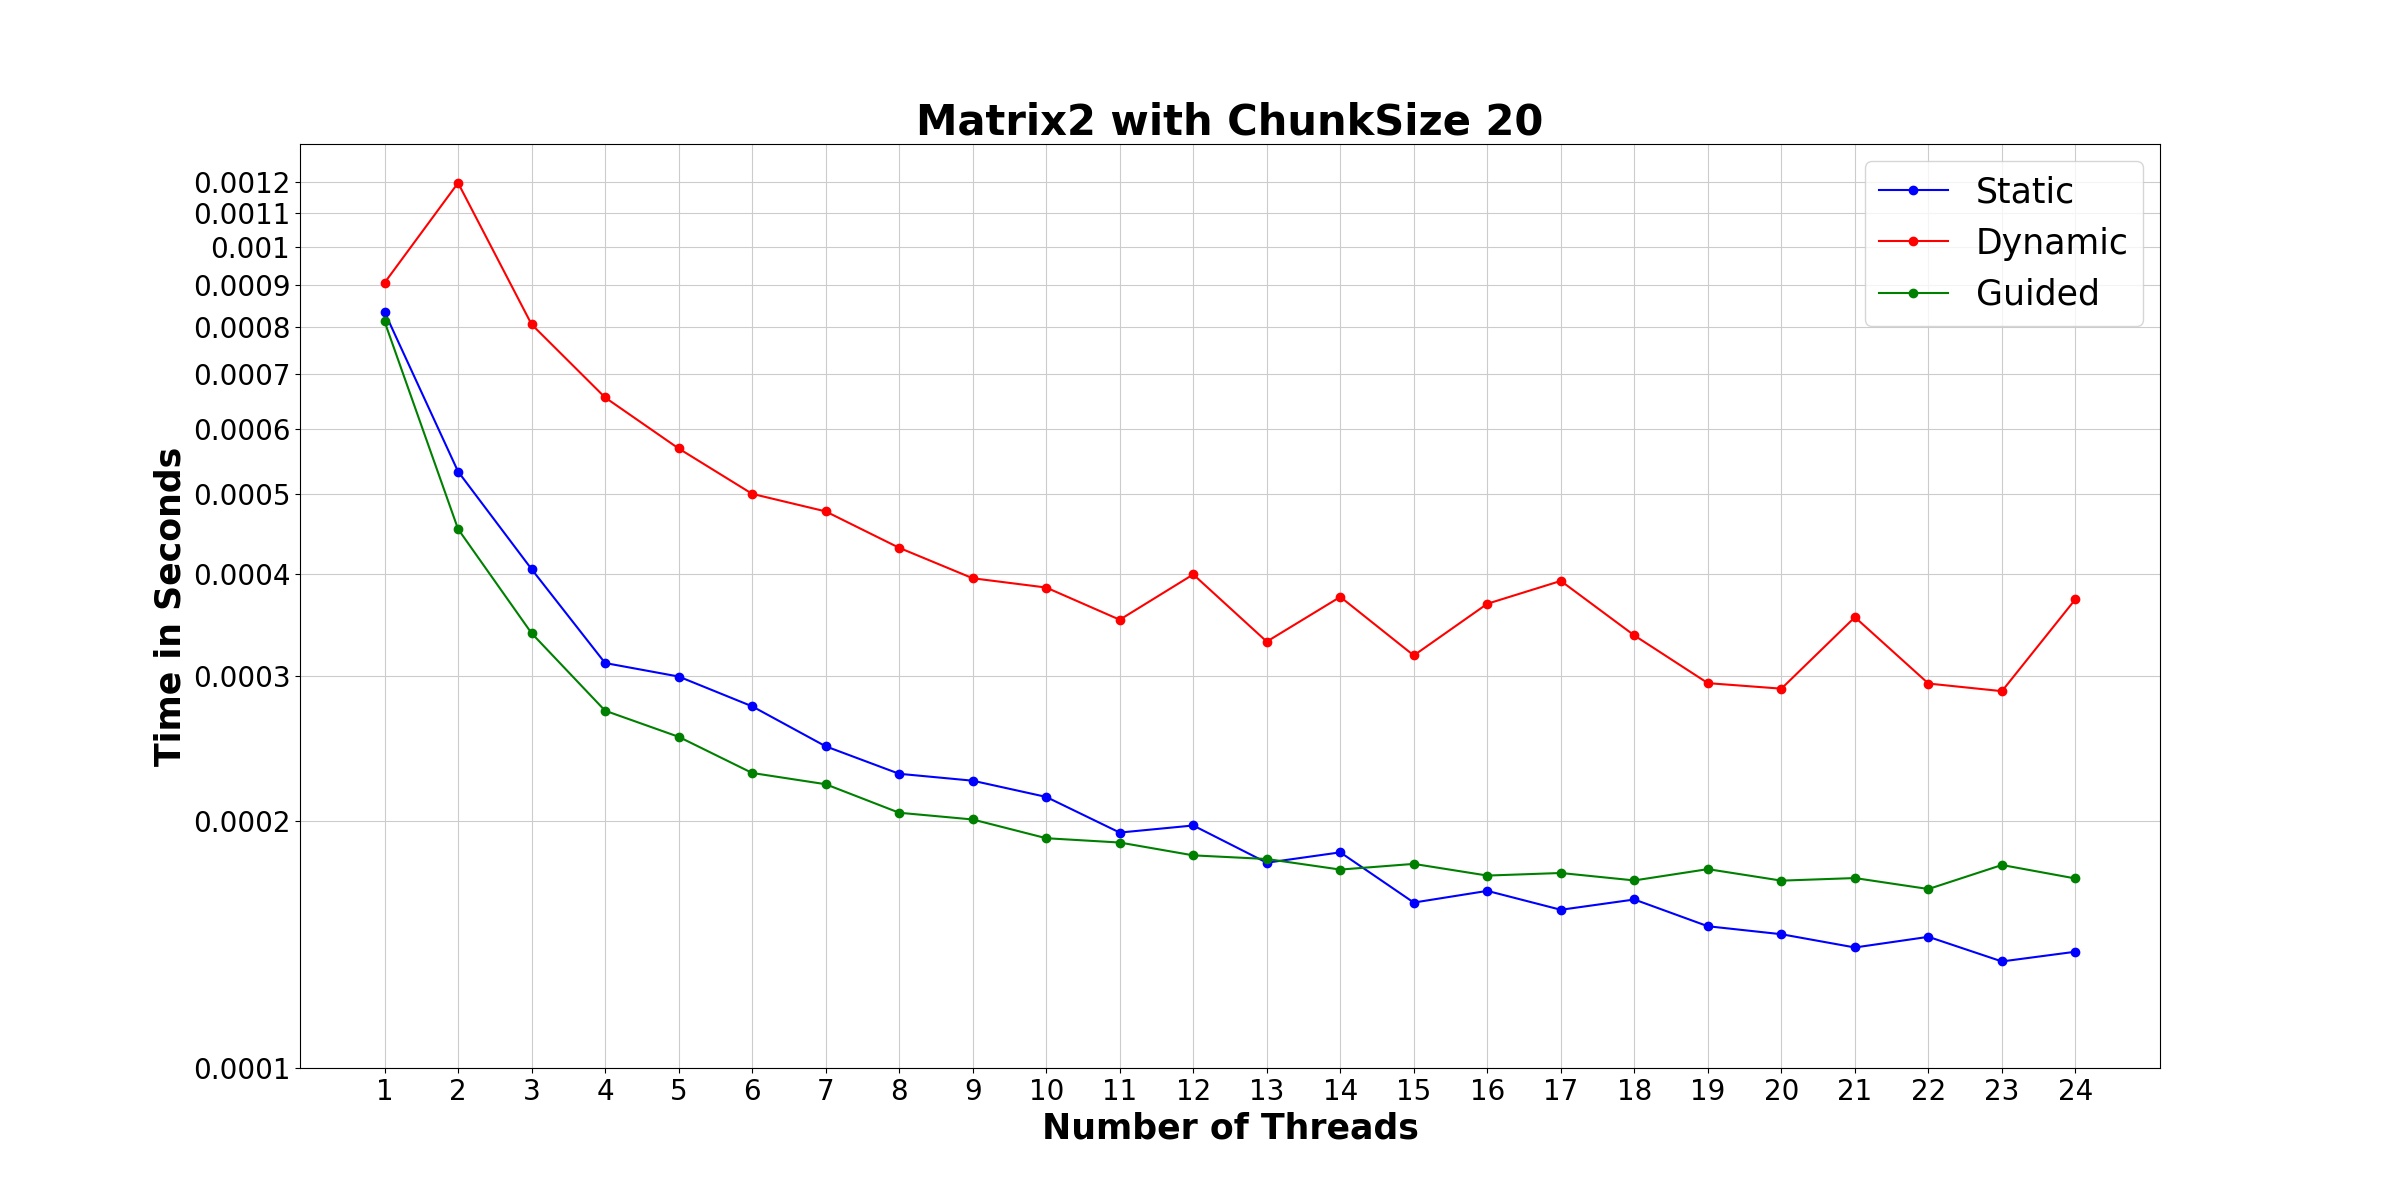 Matrix2 with ChunkSize 20
Static
Dynamic
Guided
Time in Seconds
0.0012
0.0011
0.001
0.0009
0.0008
0.0007
0.0006
0.0005
0.0004
0.0003
0.0002
0.0001
1 2 3 4 5 6 7 8 9 10 11 12 13 14 15 16 17 18 19 20 21 22 23 24
Number of Threads